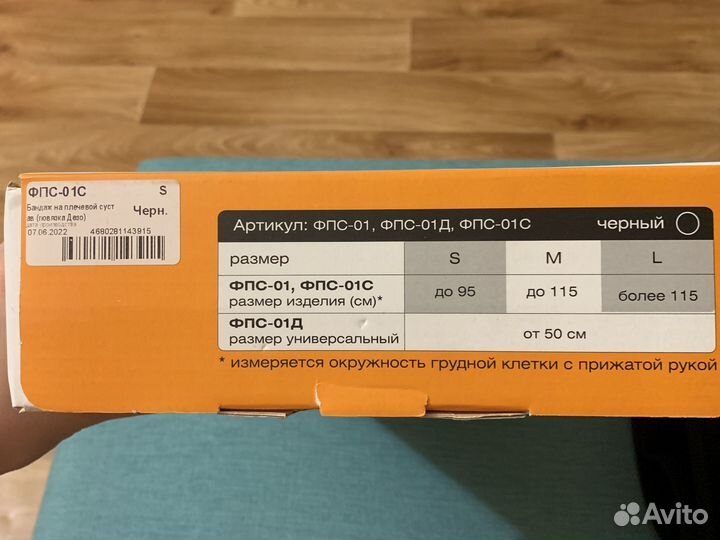 ФПС-01С S
Бандаж на плечевой суст
ав (повязка Дезо) Черн.
дата производства
07.06.2022 4680281143915
Артикул: ФПС-01, ФПС-01Д, ФПС-01С черный
размер S M L
ФПС-01, ФПС-01С
размер изделия (см)* до 95 до 115 более 115
ФПС-01Д
размер универсальный от 50 см
* измеряется окружность грудной клетки с прижатой рукой
Avito